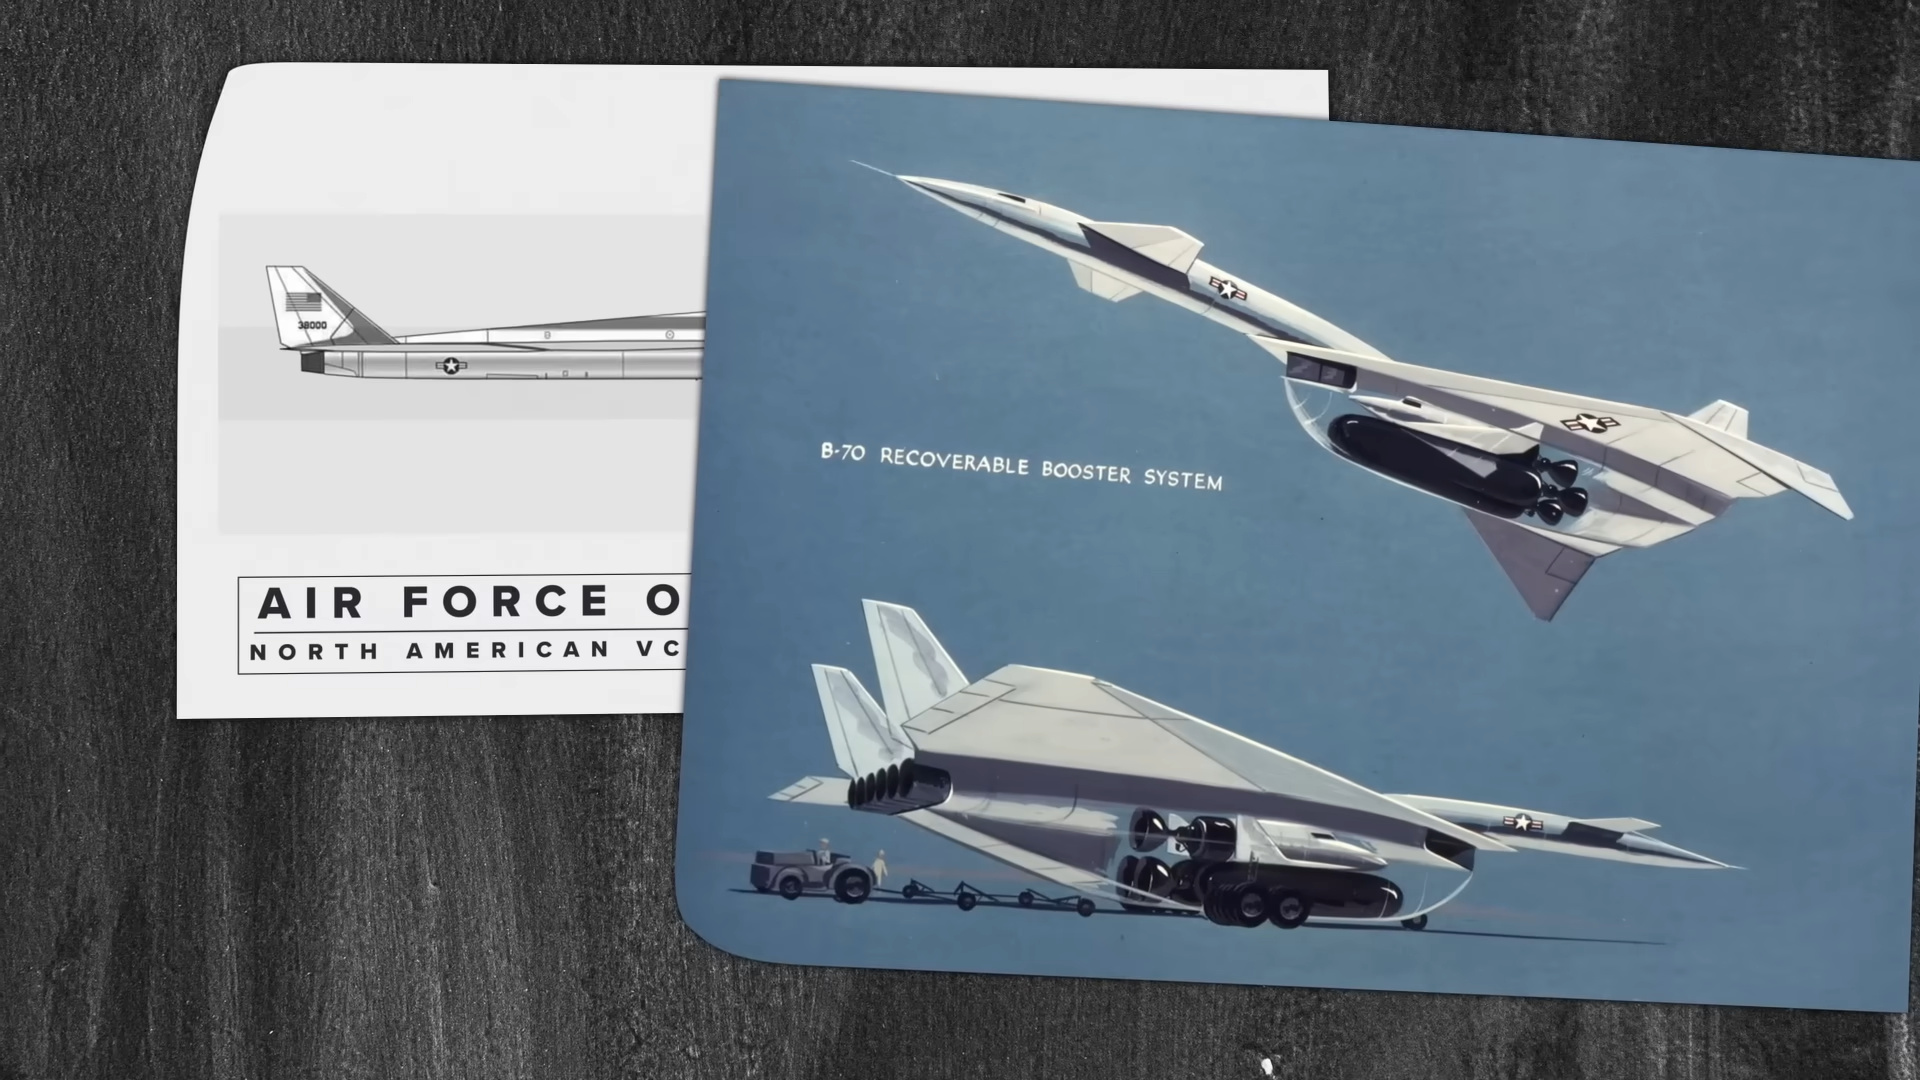 38000
AIR FORCE O
NORTH AMERICAN VC
B-70 RECOVERABLE BOOSTER SYSTEM